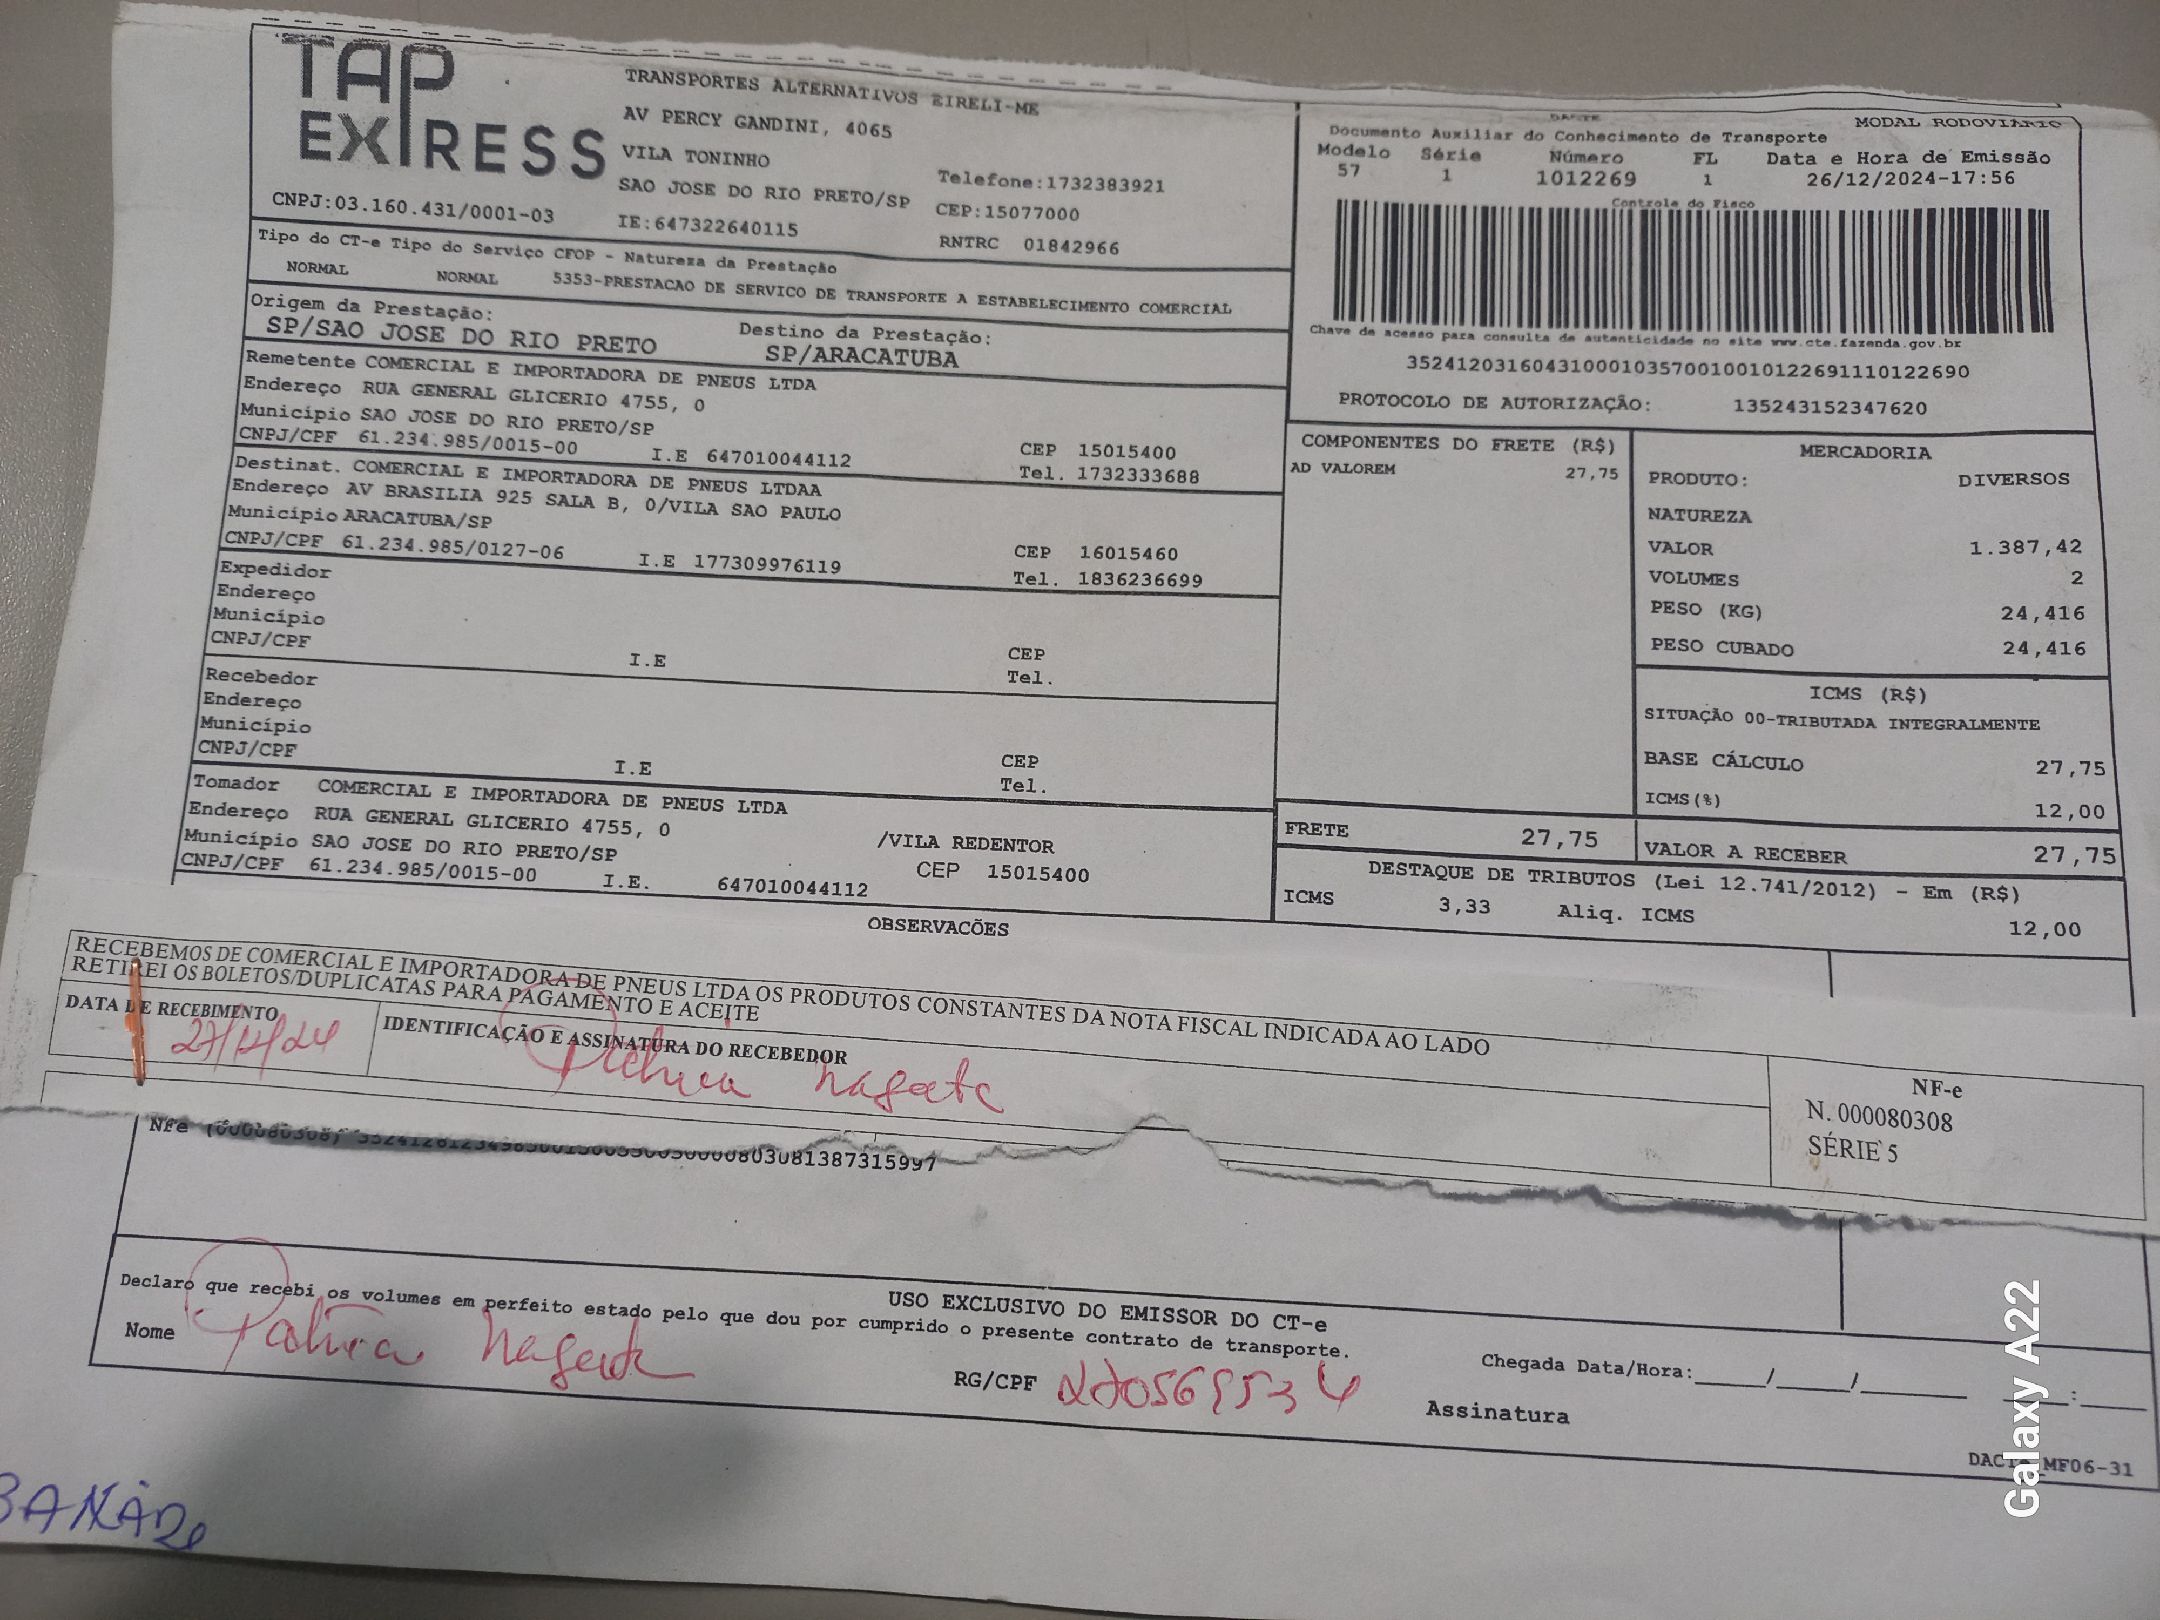 TAP
EXPRESS
TRANSPORTES ALTERNATIVOS EIRELI-ME
AV PERCY GANDINI, 4065
VILA TONINHO
Telefone:1732383921
SAO JOSE DO RIO PRETO/SP
CEP:15077000
CNPJ:03.160.431/0001-03
IE:647322640115
RNTRC 01842966
MODAL RODOVIÁRIO
Documento Auxiliar do Conhecimento de Transporte
Modelo Série Número FL Data e Hora de Emissão
57 1 1012269 1 26/12/2024-17:56
Controle do Fisco
Chave de acesso para consulta de autenticidade no site www.cte.fazenda.gov.br
35241203160431000103570010010122691110122690
PROTOCOLO DE AUTORIZAÇÃO: 135243152347620
Tipo do CT-e Tipo do Serviço CFOP - Natureza da Prestação
NORMAL NORMAL 5353-PRESTACAO DE SERVICO DE TRANSPORTE A ESTABELECIMENTO COMERCIAL
Origem da Prestação: Destino da Prestação:
SP/SAO JOSE DO RIO PRETO SP/ARACATUBA
Remetente COMERCIAL E IMPORTADORA DE PNEUS LTDA
Endereço RUA GENERAL GLICERIO 4755, 0
Município SAO JOSE DO RIO PRETO/SP CEP 15015400
CNPJ/CPF 61.234.985/0015-00 I.E 647010044112 Tel. 1732333688
Destinat. COMERCIAL E IMPORTADORA DE PNEUS LTDAA
Endereço AV BRASILIA 925 SALA B, 0/VILA SAO PAULO
Município ARACATUBA/SP CEP 16015460
CNPJ/CPF 61.234.985/0127-06 I.E 177309976119 Tel. 1836236699
Expedidor
Endereço
Município CEP
CNPJ/CPF I.E Tel.
Recebedor
Endereço
Município CEP
CNPJ/CPF I.E Tel.
Tomador COMERCIAL E IMPORTADORA DE PNEUS LTDA
Endereço RUA GENERAL GLICERIO 4755, 0 /VILA REDENTOR
Município SAO JOSE DO RIO PRETO/SP CEP 15015400
CNPJ/CPF 61.234.985/0015-00 I.E. 647010044112
COMPONENTES DO FRETE (R$)
AD VALOREM 27,75
MERCADORIA
PRODUTO: DIVERSOS
NATUREZA
VALOR 1.387,42
VOLUMES 2
PESO (KG) 24,416
PESO CUBADO 24,416
ICMS (R$)
SITUAÇÃO 00-TRIBUTADA INTEGRALMENTE
BASE CÁLCULO 27,75
ICMS(%) 12,00
FRETE 27,75
VALOR A RECEBER 27,75
DESTAQUE DE TRIBUTOS (Lei 12.741/2012) - Em (R$)
ICMS 3,33 Aliq. ICMS 12,00
OBSERVACÕES
RECEBEMOS DE COMERCIAL E IMPORTADORA DE PNEUS LTDA OS PRODUTOS CONSTANTES DA NOTA FISCAL INDICADA AO LADO
RETIREI OS BOLETOS/DUPLICATAS PARA PAGAMENTO E ACEITE
DATA DE RECEBIMENTO
27/12/24
IDENTIFICAÇÃO E ASSINATURA DO RECEBEDOR
NF-e
N. 000080308
SÉRIE 5
NFe (000080308)
USO EXCLUSIVO DO EMISSOR DO CT-e
Declaro que recebi os volumes em perfeito estado pelo que dou por cumprido o presente contrato de transporte.
Nome
RG/CPF
Chegada Data/Hora:_____/_____/_______ ____:_____
Assinatura
MF06-31
Galaxy A22